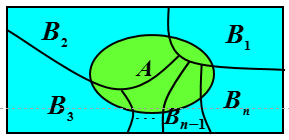 B₂ B₁
A
B₃ ... Bₙ₋₁ Bₙ